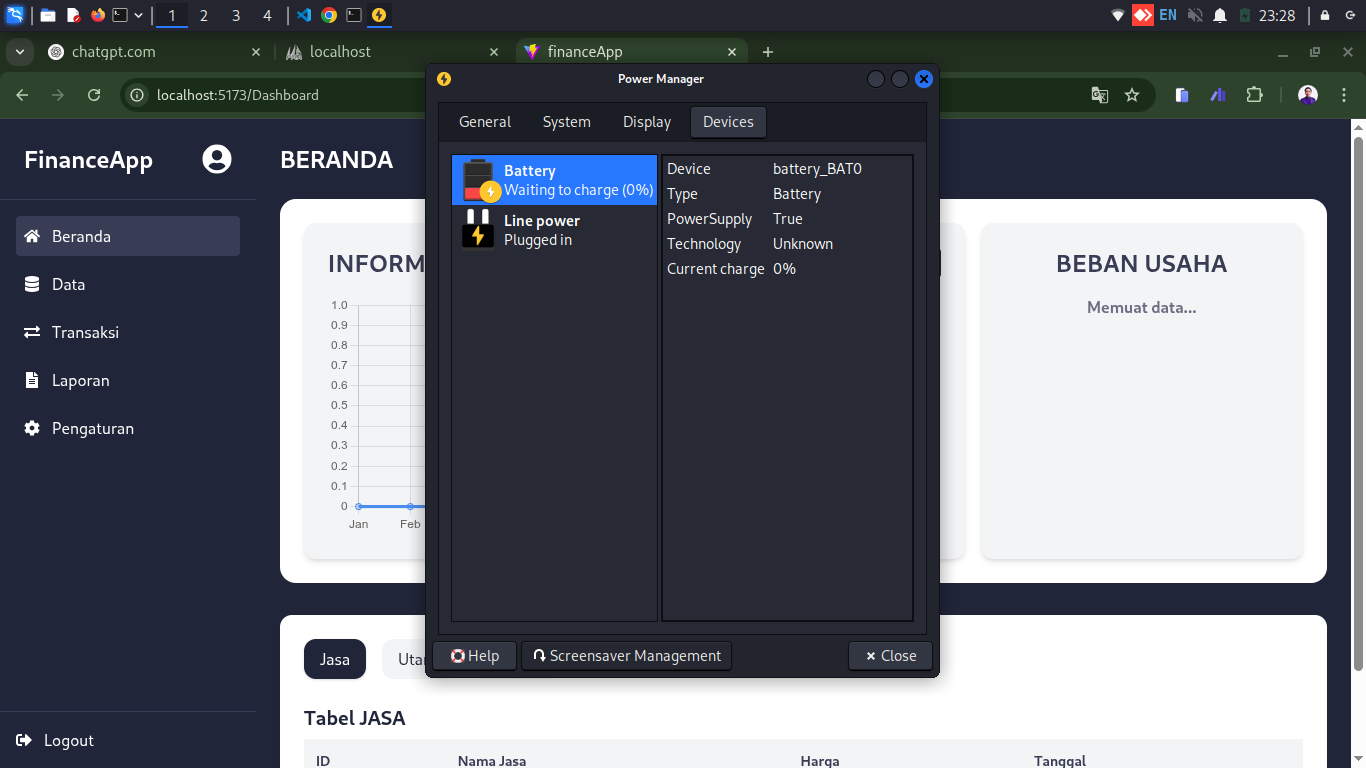 1 2 3 4 EN 23:28
chatgpt.com localhost financeApp
localhost:5173/Dashboard
Power Manager
General System Display Devices
Battery
Waiting to charge (0%)
Line power
Plugged in
Device battery_BAT0
Type Battery
PowerSupply True
Technology Unknown
Current charge 0%
Help Screensaver Management Close
FinanceApp
Beranda
Data
Transaksi
Laporan
Pengaturan
Logout
BERANDA
1.0
0.9
0.8
0.7
0.6
0.5
0.4
0.3
0.2
0.1
0
Jan Feb
BEBAN USAHA
Memuat data...
Jasa
Tabel JASA
ID Nama Jasa Harga Tanggal